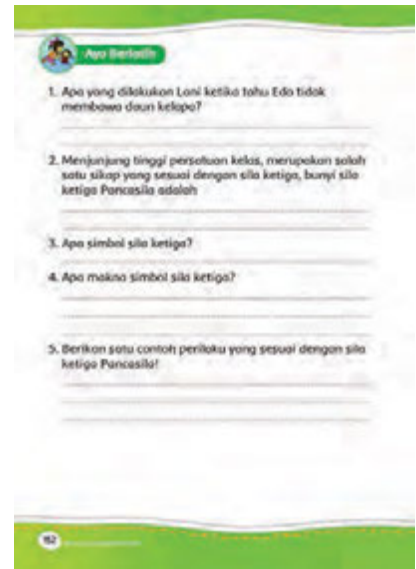 Ayo Berlatih
1. Apa yang dilakukan Lani ketika tahu Edo tidak
membawa daun kelapa?
2. Menjunjung tinggi persatuan kelas, merupakan salah
satu sikap yang sesuai dengan sila ketiga, bunyi sila
ketiga Pancasila adalah
3. Apa simbol sila ketiga?
4. Apa makna simbol sila ketiga?
5. Berikan satu contoh perilaku yang sesuai dengan sila
ketiga Pancasila!